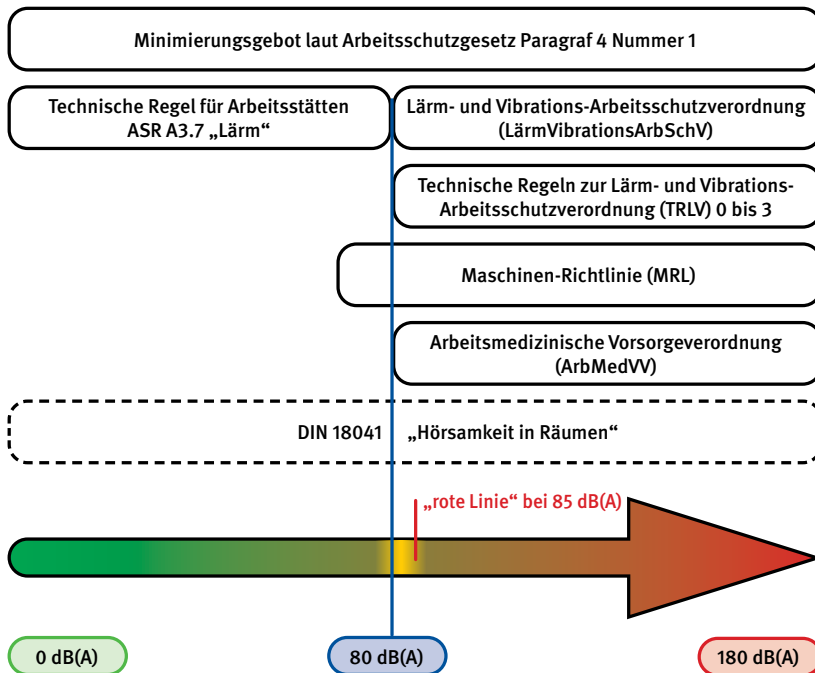 Minimierungsgebot laut Arbeitsschutzgesetz Paragraf 4 Nummer 1
Technische Regel für Arbeitsstätten
ASR A3.7 „Lärm“
Lärm- und Vibrations-Arbeitsschutzverordnung
(LärmVibrationsArbSchV)
Technische Regeln zur Lärm- und Vibrations-
Arbeitsschutzverordnung (TRLV) 0 bis 3
Maschinen-Richtlinie (MRL)
Arbeitsmedizinische Vorsorgeverordnung
(ArbMedVV)
DIN 18041 „Hörsamkeit in Räumen“
„rote Linie“ bei 85 dB(A)
0 dB(A)
80 dB(A)
180 dB(A)